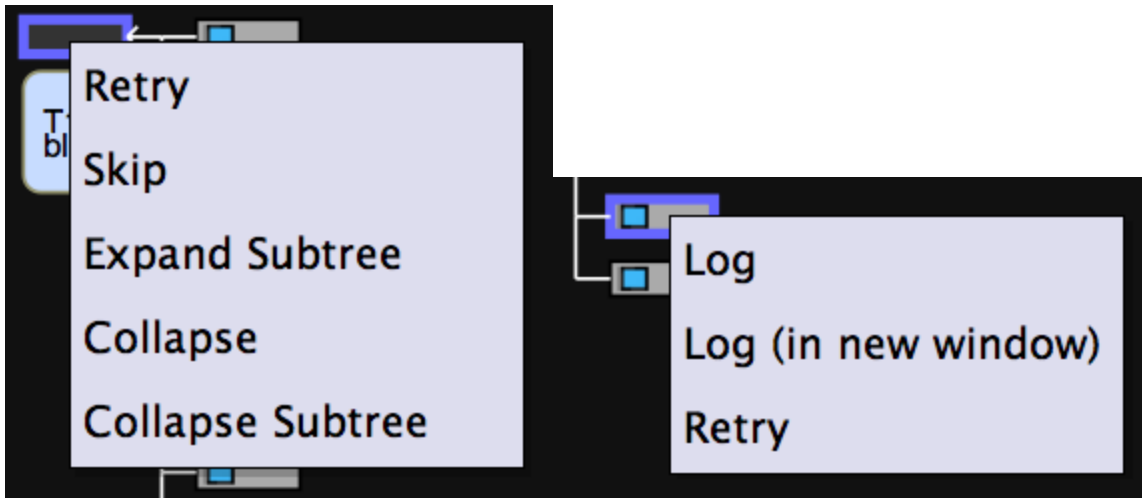 Retry
Skip
Expand Subtree
Collapse
Collapse Subtree
Log
Log (in new window)
Retry